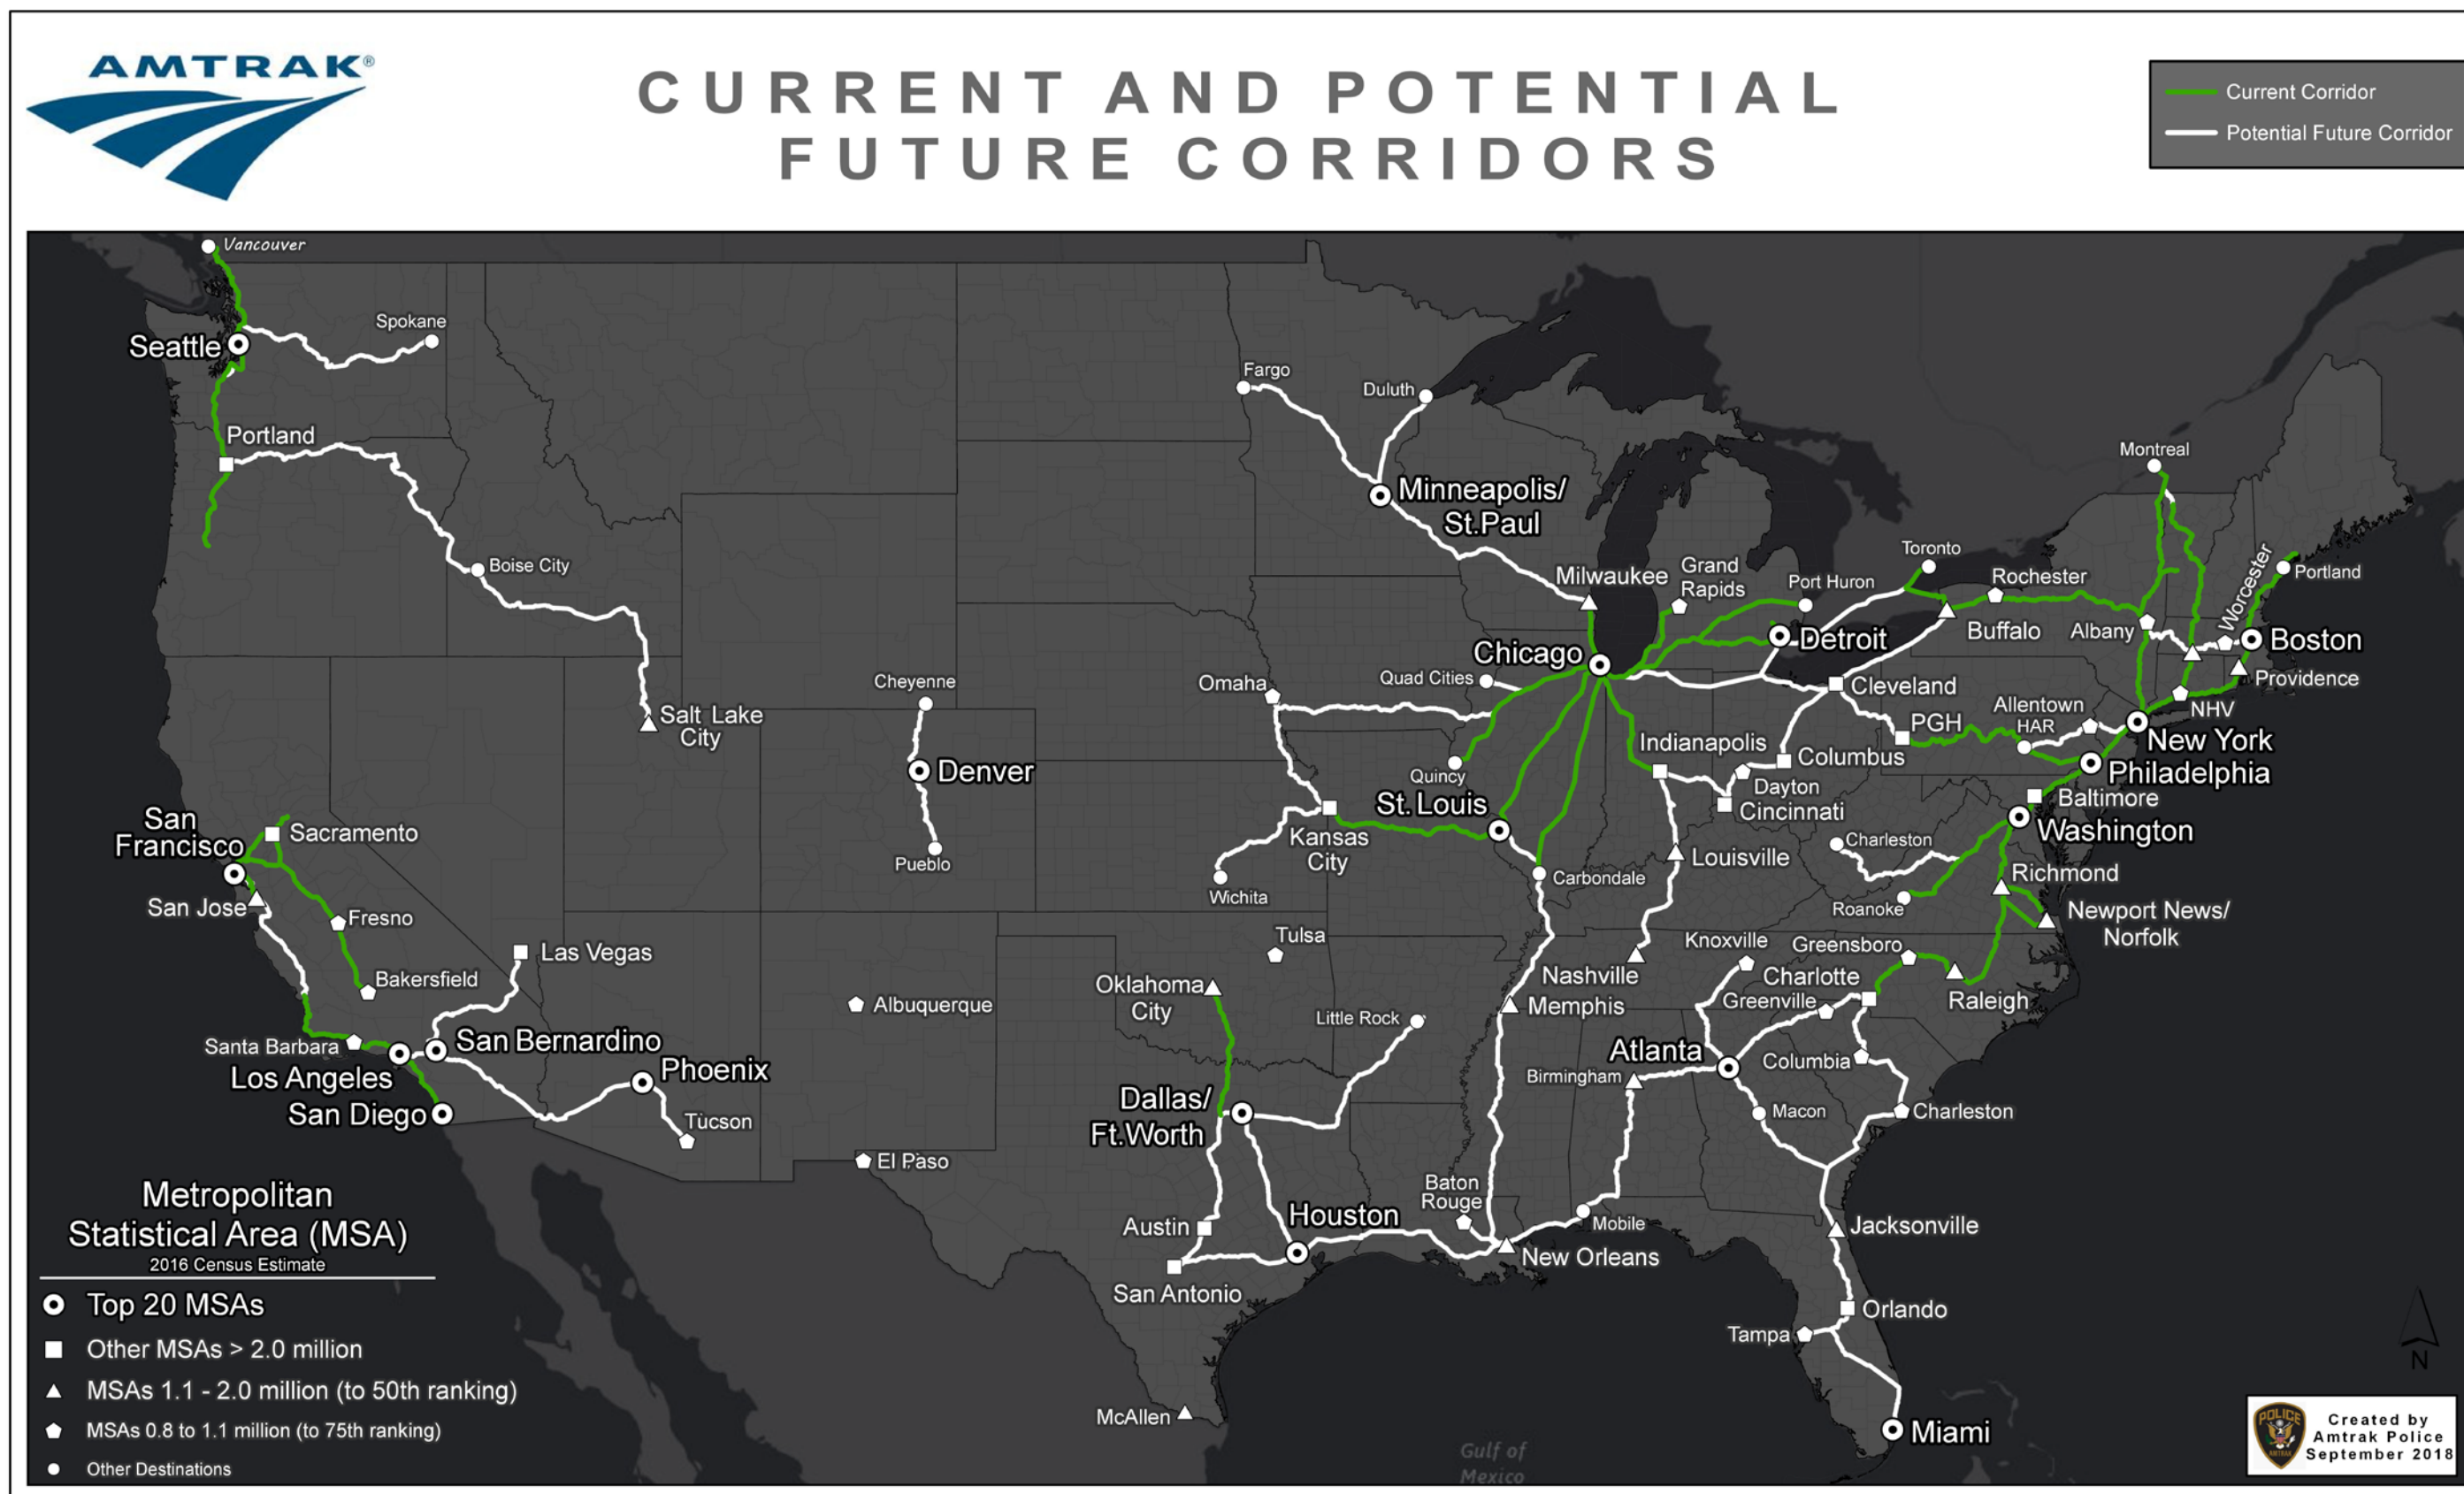 AMTRAK®
CURRENT AND POTENTIAL
FUTURE CORRIDORS
Current Corridor
Potential Future Corridor
Vancouver
Spokane
Seattle
Portland
Boise City
Salt Lake
City
Cheyenne
Denver
Pueblo
San
Francisco
Sacramento
San Jose
Fresno
Bakersfield
Las Vegas
Santa Barbara
Los Angeles
San Bernardino
San Diego
Phoenix
Tucson
Albuquerque
El Paso
Fargo
Duluth
Minneapolis/
St.Paul
Milwaukee
Grand
Rapids
Port Huron
Detroit
Chicago
Quad Cities
Omaha
Quincy
St. Louis
Kansas
City
Wichita
Carbondale
Indianapolis
Columbus
Dayton
Cincinnati
Louisville
Nashville
Memphis
Cleveland
Toronto
Rochester
Buffalo
Albany
Montreal
Worcester
Portland
Boston
Providence
NHV
Allentown
HAR
PGH
New York
Philadelphia
Baltimore
Washington
Charleston
Roanoke
Richmond
Newport News/
Norfolk
Knoxville
Greensboro
Charlotte
Greenville
Raleigh
Atlanta
Columbia
Birmingham
Macon
Charleston
Tulsa
Oklahoma
City
Little Rock
Dallas/
Ft.Worth
Austin
San Antonio
Houston
Baton
Rouge
New Orleans
Mobile
McAllen
Jacksonville
Orlando
Tampa
Miami
Gulf of
Mexico
Metropolitan
Statistical Area (MSA)
2016 Census Estimate
Top 20 MSAs
Other MSAs > 2.0 million
MSAs 1.1 - 2.0 million (to 50th ranking)
MSAs 0.8 to 1.1 million (to 75th ranking)
Other Destinations
N
POLICE
AMTRAK
Created by
Amtrak Police
September 2018